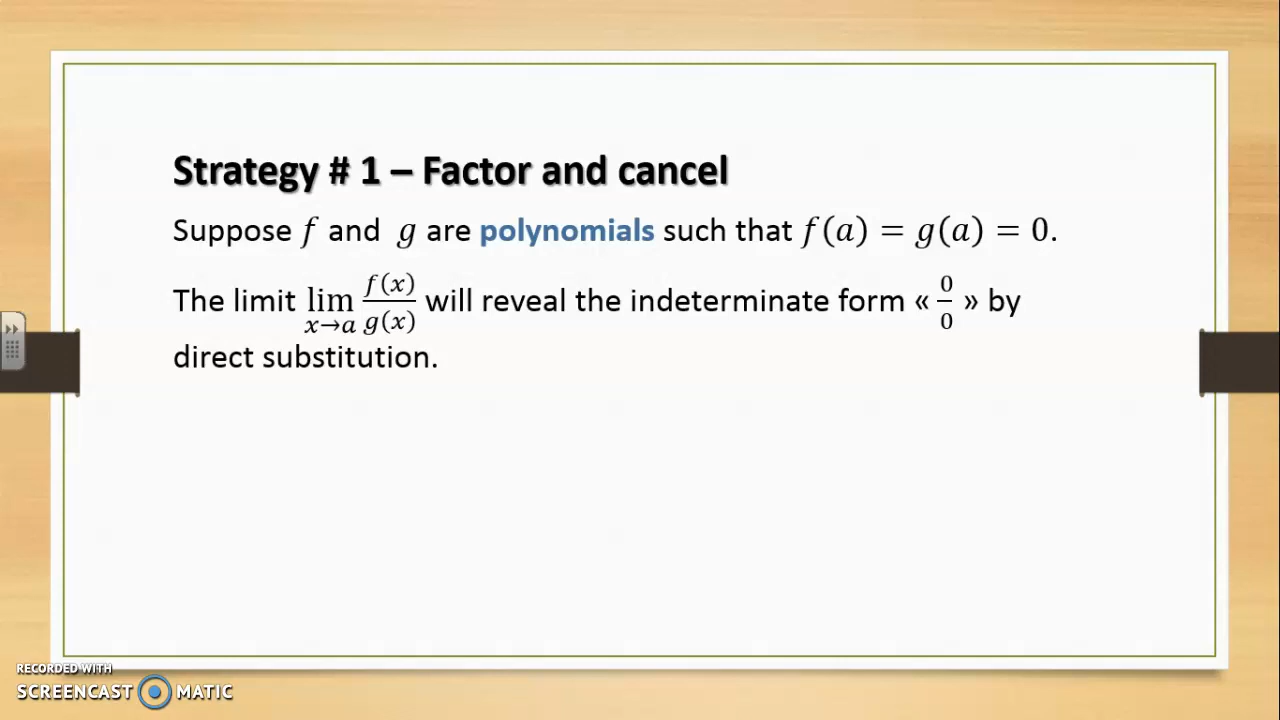 Strategy # 1 – Factor and cancel
Suppose f and g are polynomials such that f(a) = g(a) = 0.
The limit lim x→a f(x)/g(x) will reveal the indeterminate form « 0/0 » by
direct substitution.
RECORDED WITH
SCREENCAST MATIC